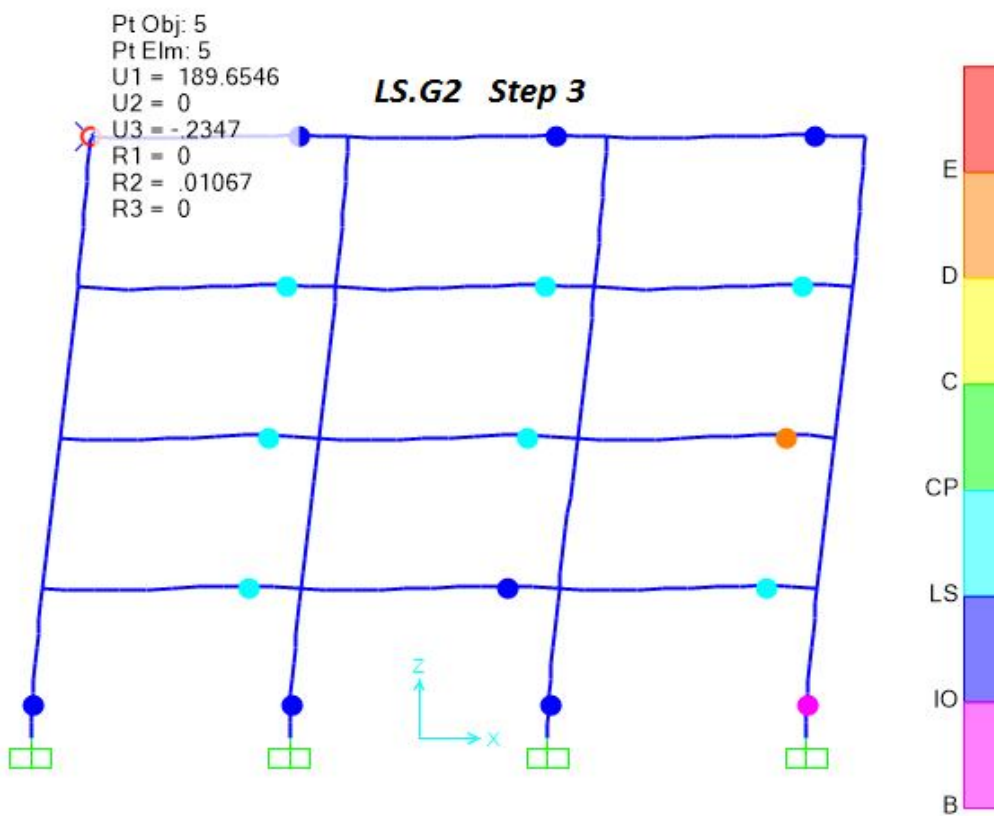 Pt Obj: 5
Pt Elm: 5
U1 = 189.6546
U2 = 0
U3 = -.2347
R1 = 0
R2 = .01067
R3 = 0
LS.G2 Step 3
E
D
C
CP
LS
IO
B
Z
X